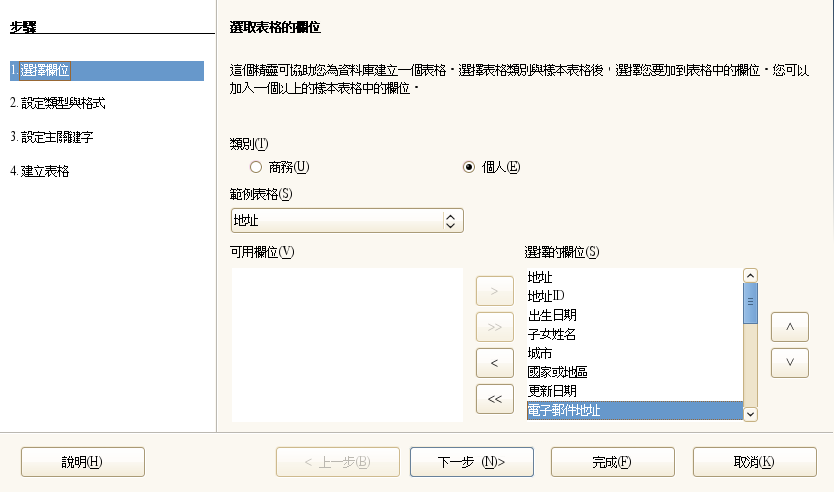 步驟
1. 選擇欄位
2. 設定類型與格式
3. 設定主關鍵字
4. 建立表格
選取表格的欄位
這個精靈可協助您為資料庫建立一個表格。選擇表格類別與樣本表格後，選擇您要加到表格中的欄位。您可以
加入一個以上的樣本表格中的欄位。
類別(T)
商務(U)
個人(E)
範例表格(S)
地址
可用欄位(V)
選擇的欄位(S)
>
>>
<
<<
地址
地址ID
出生日期
子女姓名
城市
國家或地區
更新日期
電子郵件地址
^
v
說明(H)
< 上一步(B)
下一步 (N)>
完成(F)
取消(K)